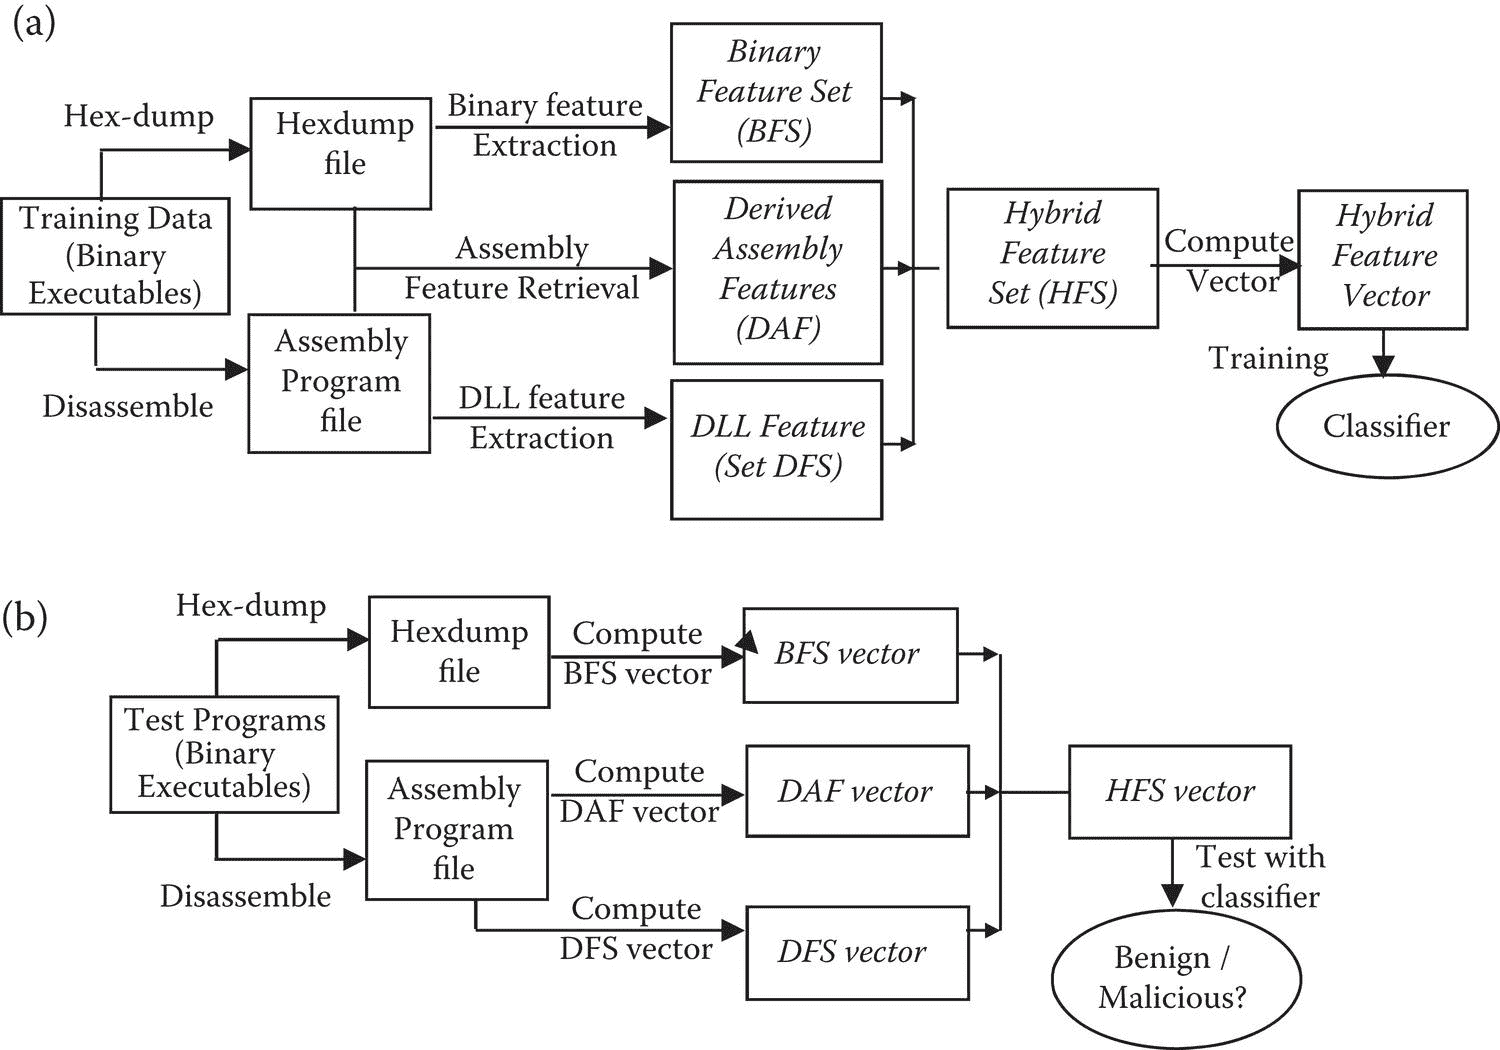 (a)
Hex-dump
Training Data
(Binary
Executables)
Disassemble
Hexdump
file
Assembly
Program
file
Binary feature
Extraction
Assembly
Feature Retrieval
DLL feature
Extraction
Binary
Feature Set
(BFS)
Derived
Assembly
Features
(DAF)
DLL Feature
(Set DFS)
Hybrid
Feature
Set (HFS)
Compute
Vector
Hybrid
Feature
Vector
Training
Classifier
(b)
Hex-dump
Test Programs
(Binary
Executables)
Disassemble
Hexdump
file
Assembly
Program
file
Compute
BFS vector
Compute
DAF vector
Compute
DFS vector
BFS vector
DAF vector
DFS vector
HFS vector
Test with
classifier
Benign /
Malicious?